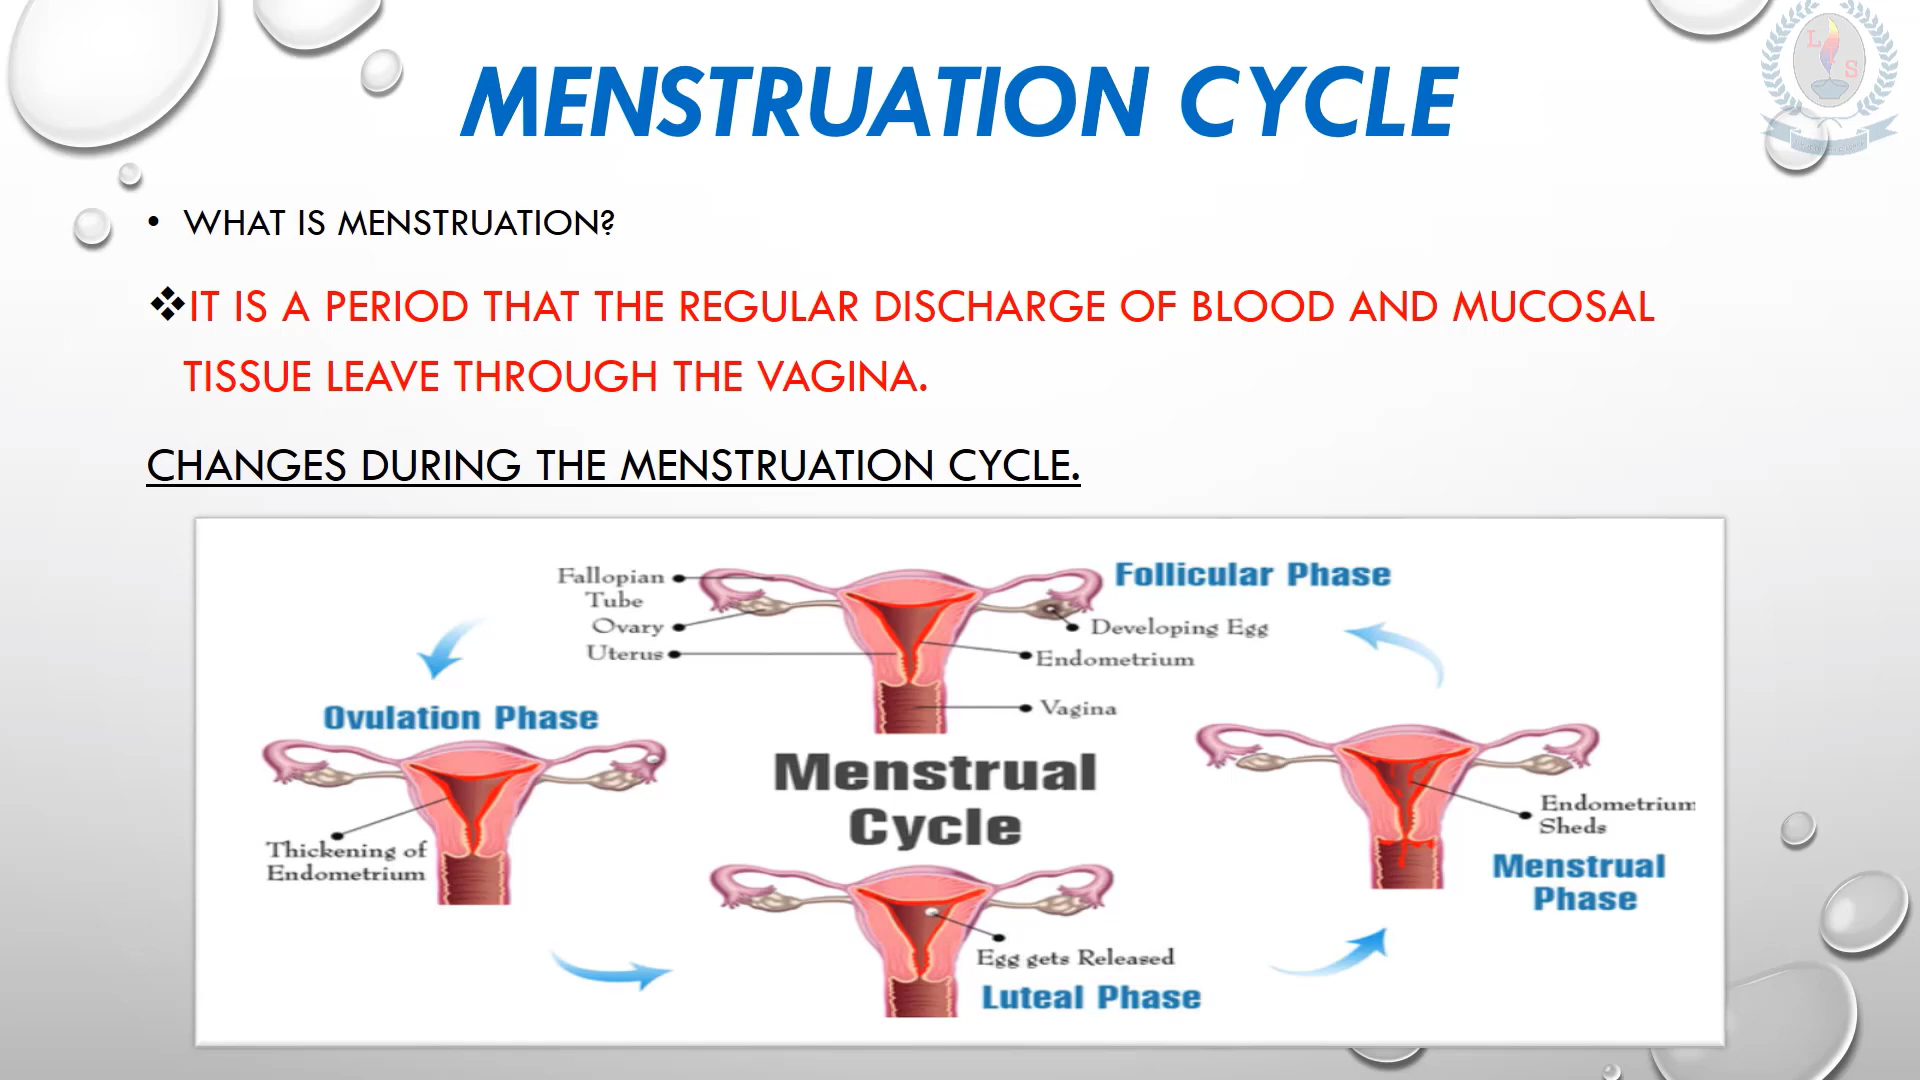 MENSTRUATION CYCLE
L
S
• WHAT IS MENSTRUATION?
❖IT IS A PERIOD THAT THE REGULAR DISCHARGE OF BLOOD AND MUCOSAL
TISSUE LEAVE THROUGH THE VAGINA.
CHANGES DURING THE MENSTRUATION CYCLE.
Follicular Phase
Fallopian
Tube
Ovary
Uterus
Developing Egg
Endometrium
Vagina
Ovulation Phase
Thickening of
Endometrium
Menstrual
Cycle
Endometrium
Sheds
Menstrual
Phase
Egg gets Released
Luteal Phase